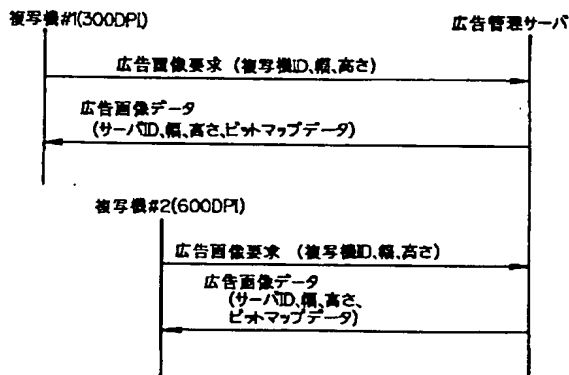 複写機#1(300DPI)
広告管理サーバ
広告画像要求 (複写機ID、幅、高さ)
広告画像データ
(サーバID、幅、高さ、ビットマップデータ)
複写機#2(600DPI)
広告画像要求 (複写機ID、幅、高さ)
広告画像データ
(サーバID、幅、高さ、
ビットマップデータ)